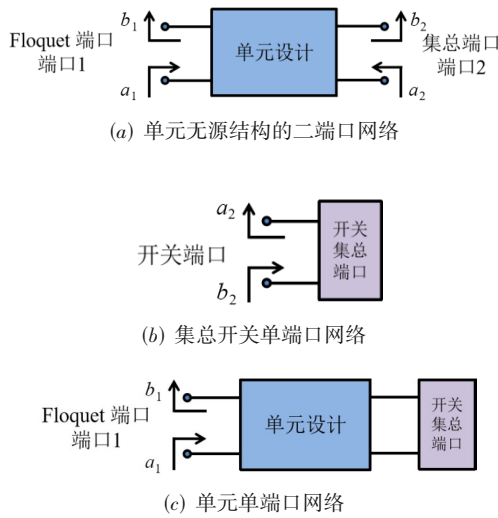 b₁
Floquet 端口
端口1
a₁
单元设计
b₂
集总端口
端口2
a₂
(a) 单元无源结构的二端口网络
a₂
开关端口
b₂
开关
集总
端口
(b) 集总开关单端口网络
b₁
Floquet 端口
端口1
a₁
单元设计
开关
集总
端口
(c) 单元单端口网络